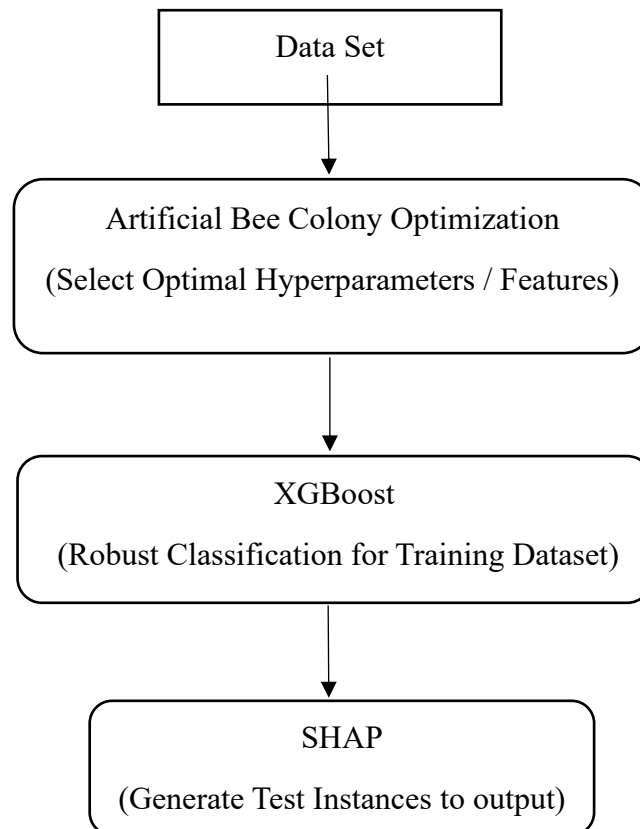 Data Set
Artificial Bee Colony Optimization
(Select Optimal Hyperparameters / Features)
XGBoost
(Robust Classification for Training Dataset)
SHAP
(Generate Test Instances to output)